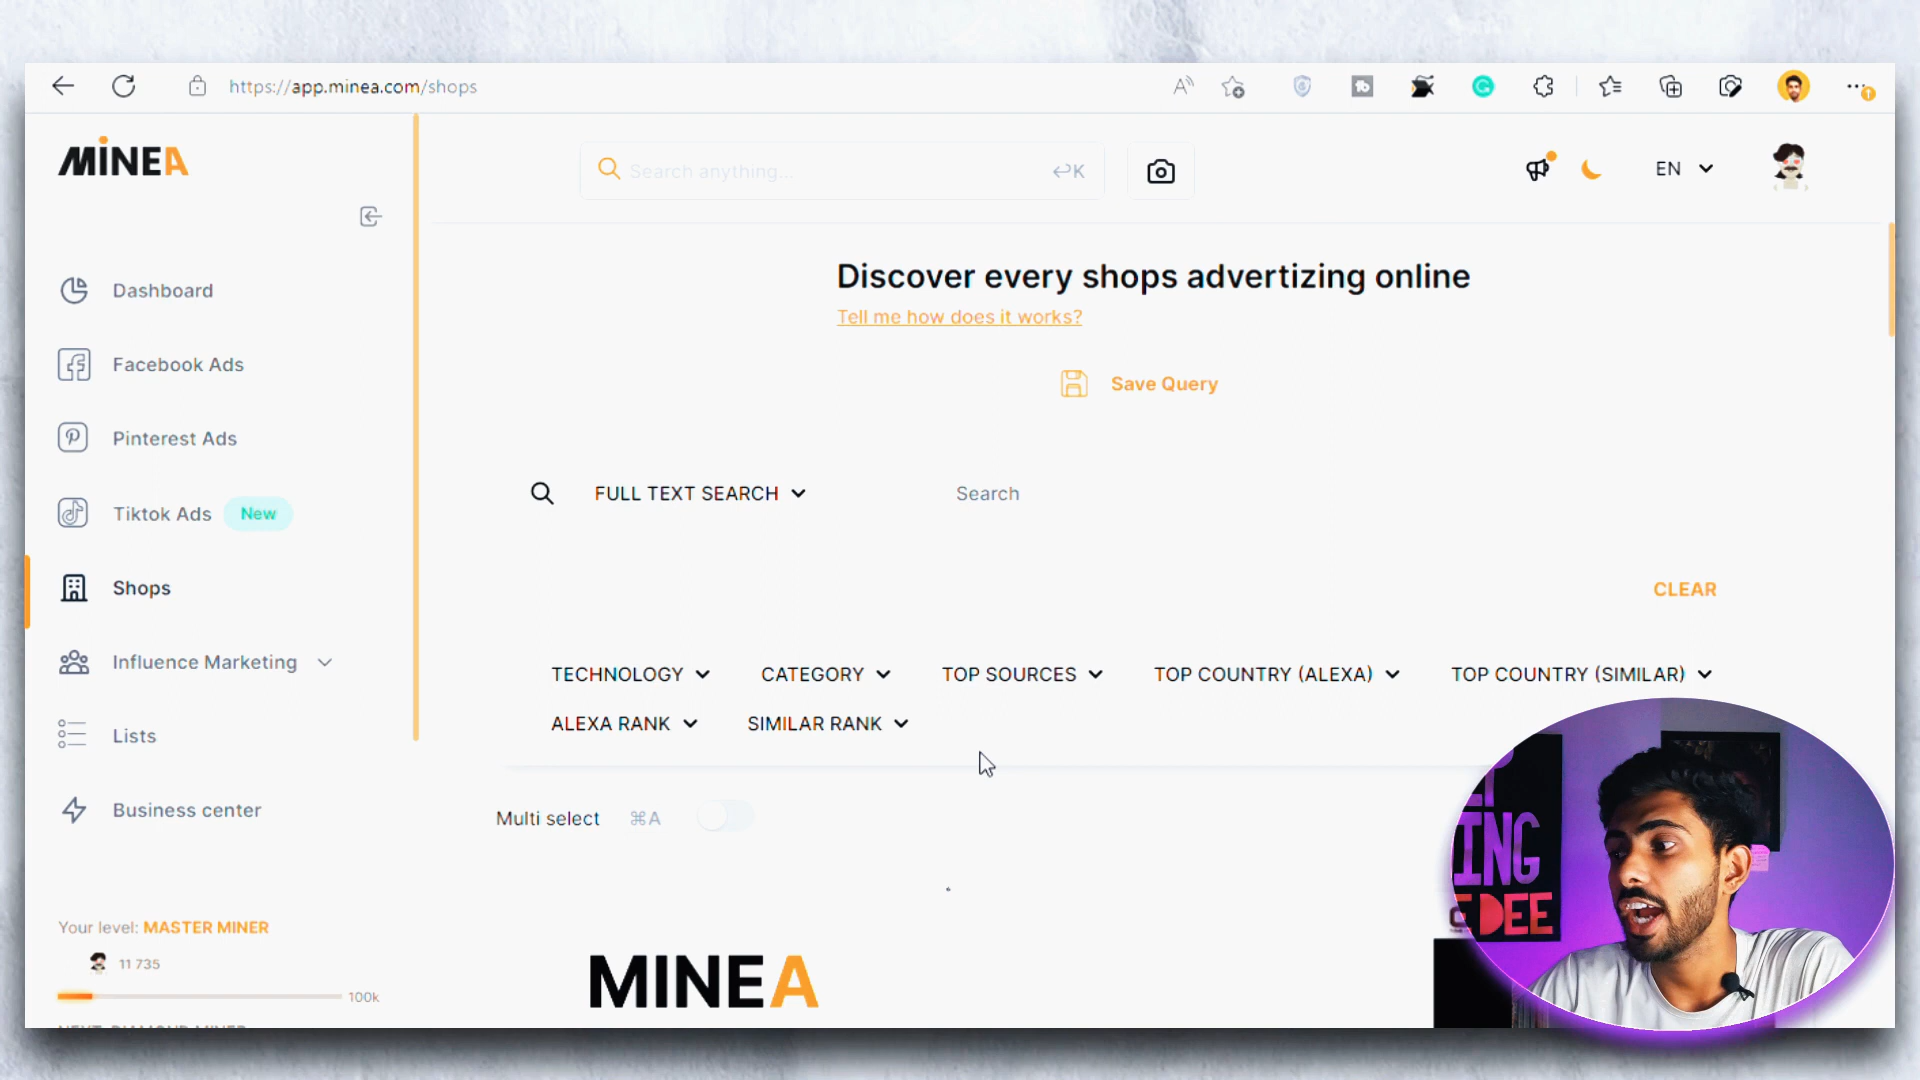 https://app.minea.com/shops
MINEA
Search anything...
K
EN
Dashboard
Facebook Ads
Pinterest Ads
Tiktok Ads New
Shops
Influence Marketing
Lists
Business center
Your level: MASTER MINER
11 735
100k
NEXT: DIAMOND MINER
Discover every shops advertizing online
Tell me how does it works?
Save Query
FULL TEXT SEARCH
Search
CLEAR
TECHNOLOGY
CATEGORY
TOP SOURCES
TOP COUNTRY (ALEXA)
TOP COUNTRY (SIMILAR)
ALEXA RANK
SIMILAR RANK
Multi select ⌘A
MINEA
ING
DEE